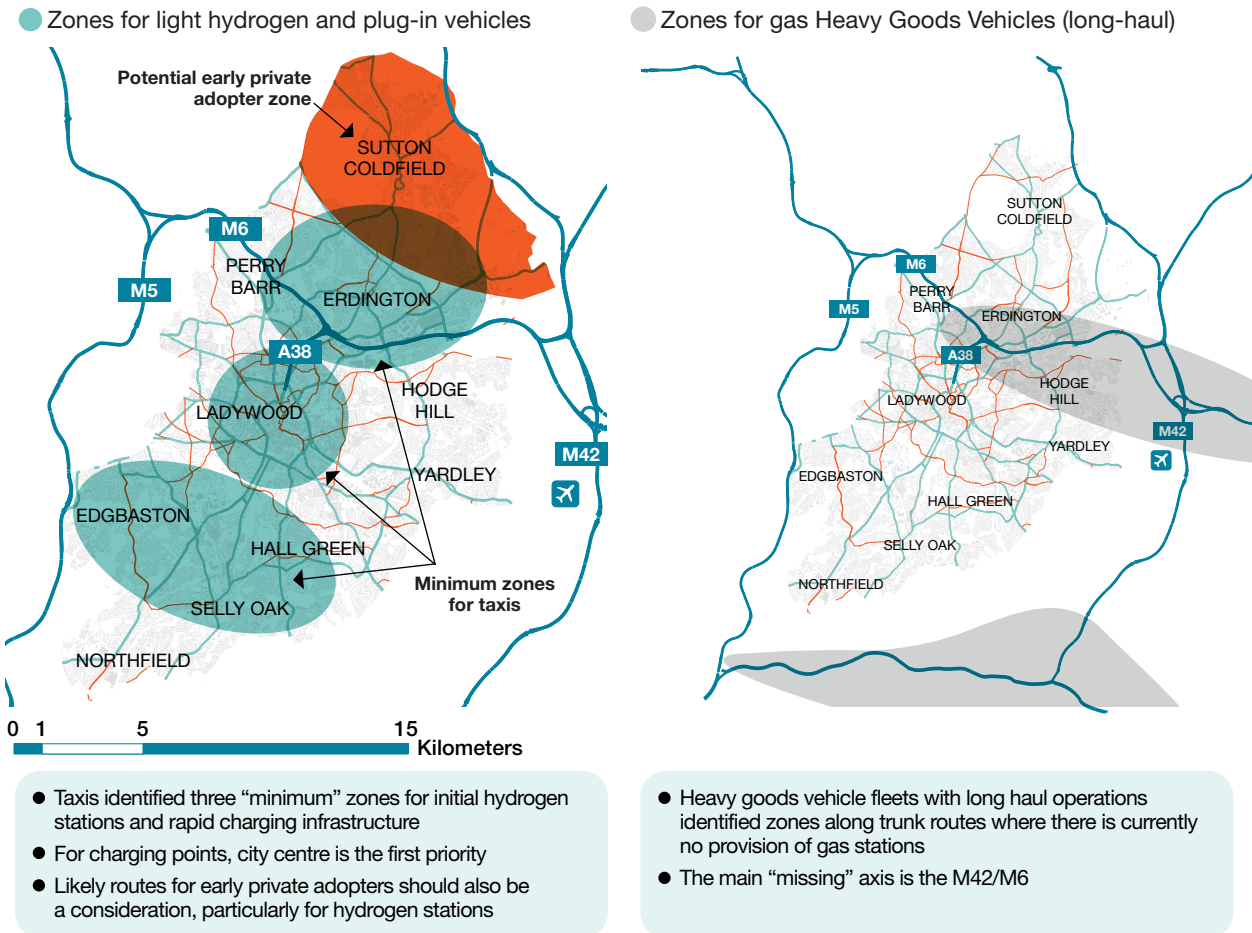 Zones for light hydrogen and plug-in vehicles
Potential early private
adopter zone
SUTTON
COLDFIELD
M6
PERRY
BARR
M5
ERDINGTON
A38
HODGE
HILL
LADYWOOD
M42
YARDLEY
EDGBASTON
HALL GREEN
Minimum zones
for taxis
SELLY OAK
NORTHFIELD
0 1 5 15
Kilometers
Taxis identified three “minimum” zones for initial hydrogen
stations and rapid charging infrastructure
For charging points, city centre is the first priority
Likely routes for early private adopters should also be
a consideration, particularly for hydrogen stations
Zones for gas Heavy Goods Vehicles (long-haul)
SUTTON
COLDFIELD
M6
PERRY
BARR
M5
ERDINGTON
A38
HODGE
HILL
LADYWOOD
M42
YARDLEY
EDGBASTON
HALL GREEN
SELLY OAK
NORTHFIELD
Heavy goods vehicle fleets with long haul operations
identified zones along trunk routes where there is currently
no provision of gas stations
The main “missing” axis is the M42/M6